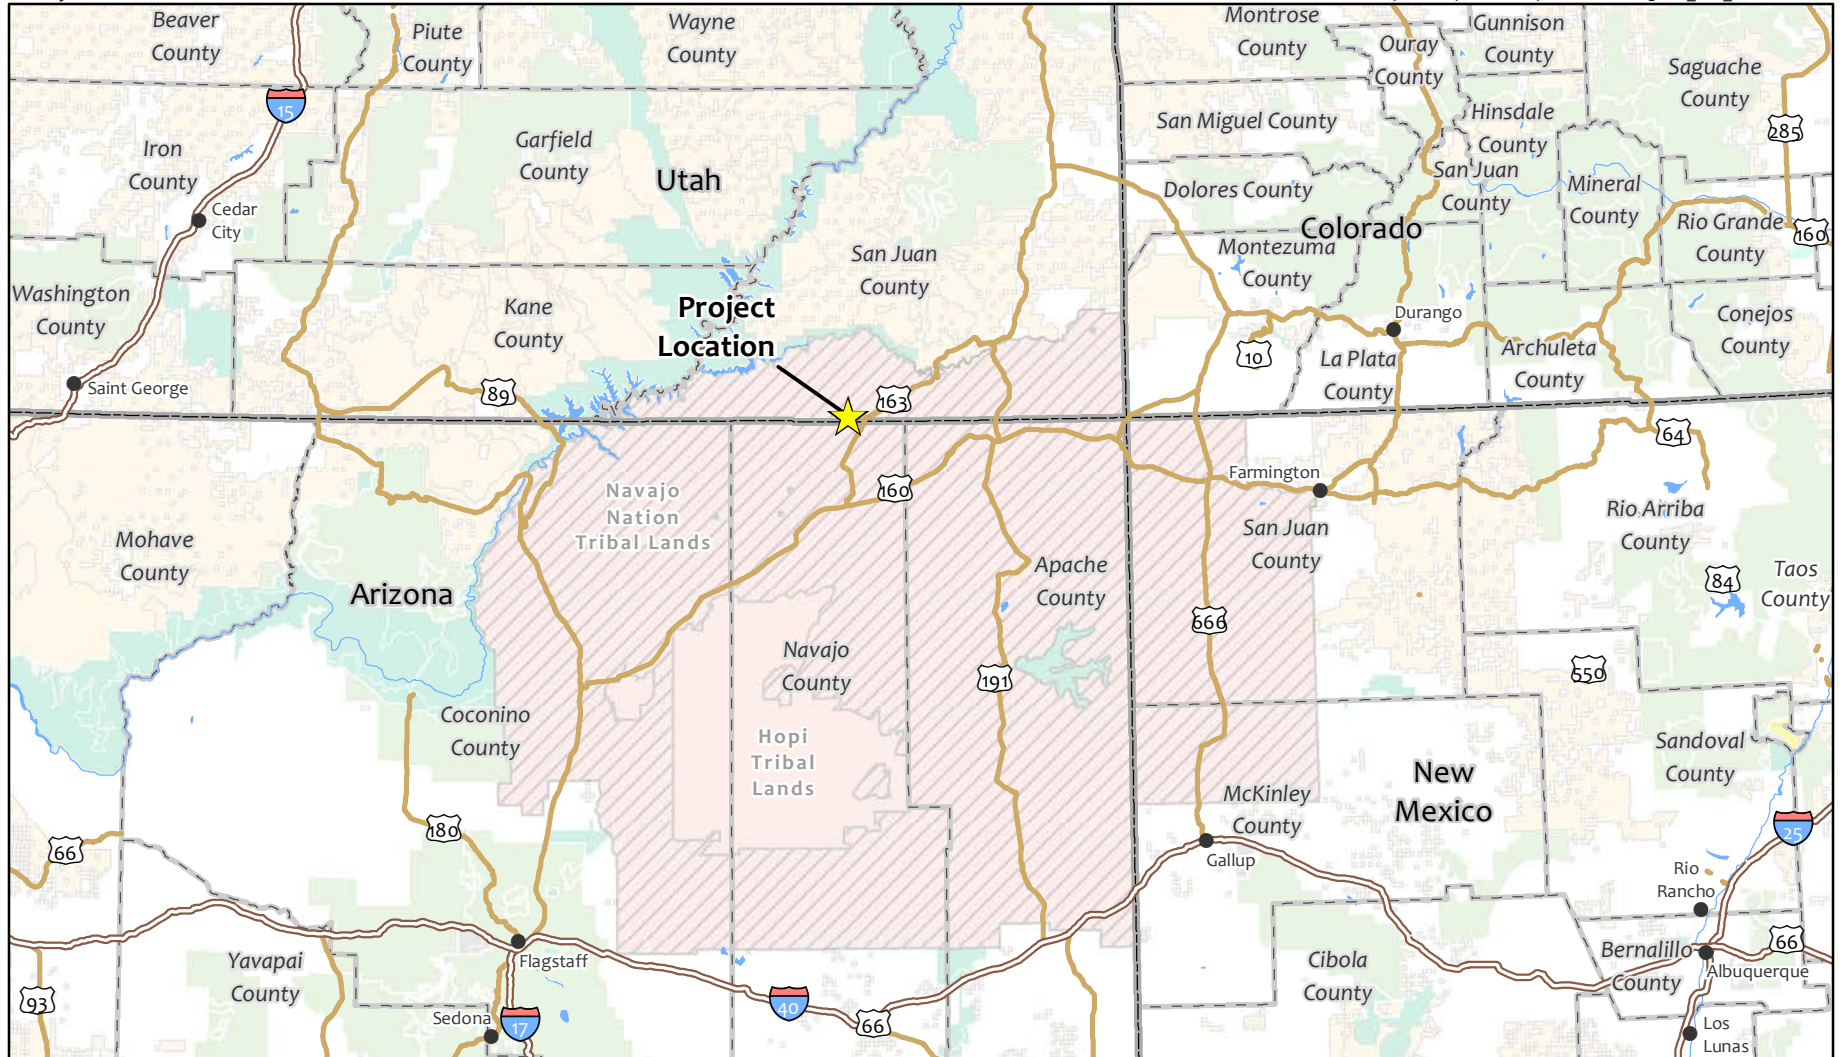 Beaver
County
Piute
County
Wayne
County
Montrose
County
Ouray
County
Gunnison
County
Saguache
County
15
285
San Miguel County
Hinsdale
County
Iron
County
Garfield
County
Utah
San Juan
County
Mineral
County
Dolores County
Cedar
City
Colorado
Rio Grande
County
160
Montezuma
County
San Juan
County
Washington
County
Kane
County
Project
Location
Durango
Conejos
County
10
La Plata
County
Archuleta
County
Saint George
89
163
64
Farmington
Navajo
Nation
Tribal Lands
160
Rio Arriba
County
San Juan
County
Mohave
County
Arizona
Apache
County
84
Taos
County
666
Navajo
County
191
550
Coconino
County
Hopi
Tribal
Lands
Sandoval
County
New
Mexico
McKinley
County
180
66
25
Gallup
Rio
Rancho
Yavapai
County
Flagstaff
Cibola
County
Bernalillo
County
66
Albuquerque
93
40
Sedona
17
66
Los
Lunas